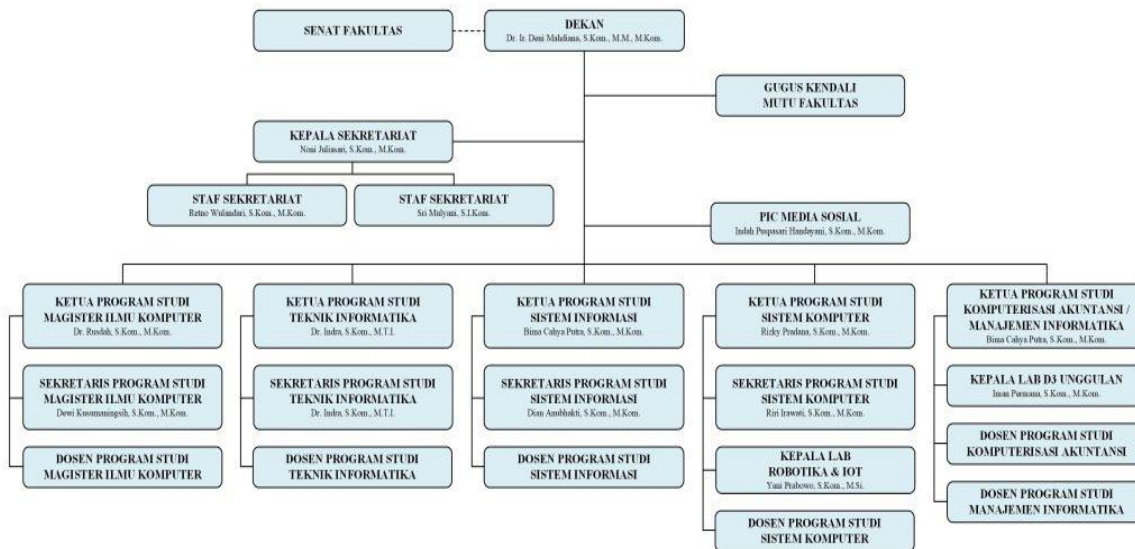 SENAT FAKULTAS
DEKAN
Dr. Ir. Deni Mahdiana, S.Kom., M.M., M.Kom.
GUGUS KENDALI
MUTU FAKULTAS
KEPALA SEKRETARIAT
Noni Juliasari, S.Kom., M.Kom.
STAF SEKRETARIAT
Retno Wulandari, S.Kom., M.Kom.
STAF SEKRETARIAT
Sri Mulyani, S.I.Kom.
PIC MEDIA SOSIAL
Indah Puspasari Handayani, S.Kom., M.Kom.
KETUA PROGRAM STUDI
MAGISTER ILMU KOMPUTER
Dr. Rusdah, S.Kom., M.Kom.
SEKRETARIS PROGRAM STUDI
MAGISTER ILMU KOMPUTER
Dewi Kusumaningsih, S.Kom., M.Kom.
DOSEN PROGRAM STUDI
MAGISTER ILMU KOMPUTER
KETUA PROGRAM STUDI
TEKNIK INFORMATIKA
Dr. Indra, S.Kom., M.T.I.
SEKRETARIS PROGRAM STUDI
TEKNIK INFORMATIKA
Dr. Indra, S.Kom., M.T.I.
DOSEN PROGRAM STUDI
TEKNIK INFORMATIKA
KETUA PROGRAM STUDI
SISTEM INFORMASI
Bima Cahya Putra, S.Kom., M.Kom.
SEKRETARIS PROGRAM STUDI
SISTEM INFORMASI
Dian Anubhakti, S.Kom., M.Kom.
DOSEN PROGRAM STUDI
SISTEM INFORMASI
KETUA PROGRAM STUDI
SISTEM KOMPUTER
Rizky Pradana, S.Kom., M.Kom.
SEKRETARIS PROGRAM STUDI
SISTEM KOMPUTER
Riri Irawati, S.Kom., M.Kom.
KEPALA LAB
ROBOTIKA & IOT
Yani Prabowo, S.Kom., M.Si.
DOSEN PROGRAM STUDI
SISTEM KOMPUTER
KETUA PROGRAM STUDI
KOMPUTERISASI AKUNTANSI /
MANAJEMEN INFORMATIKA
Bima Cahya Putra, S.Kom., M.Kom.
KEPALA LAB D3 UNGGULAN
Iman Permana, S.Kom., M.Kom.
DOSEN PROGRAM STUDI
KOMPUTERISASI AKUNTANSI
DOSEN PROGRAM STUDI
MANAJEMEN INFORMATIKA